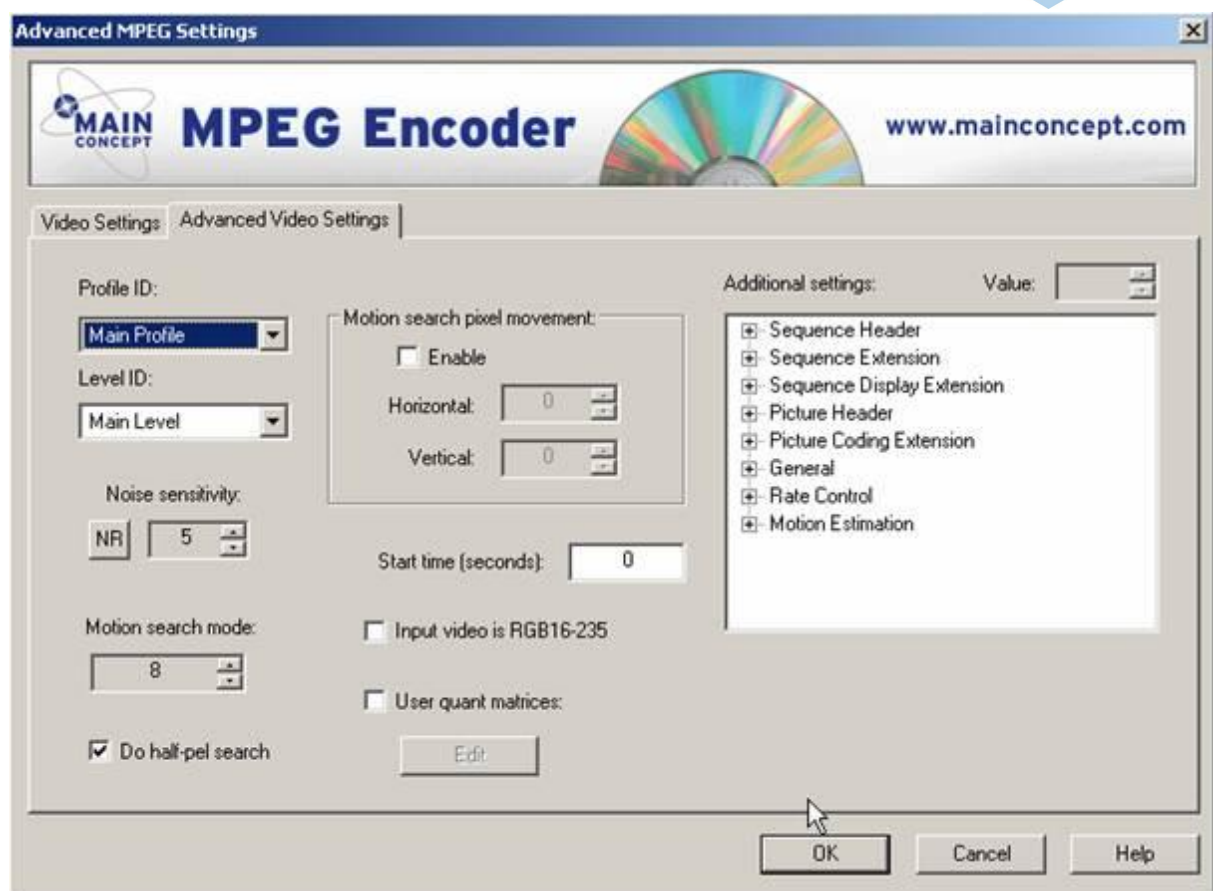 Advanced MPEG Settings
MAIN CONCEPT MPEG Encoder www.mainconcept.com
Video Settings Advanced Video Settings
Profile ID:
Main Profile
Level ID:
Main Level
Noise sensitivity:
NR 5
Motion search mode:
8
Do half-pel search
Motion search pixel movement:
Enable
Horizontal: 0
Vertical: 0
Start time (seconds): 0
Input video is RGB16-235
User quant matrices:
Edit
Additional settings: Value:
Sequence Header
Sequence Extension
Sequence Display Extension
Picture Header
Picture Coding Extension
General
Rate Control
Motion Estimation
OK Cancel Help